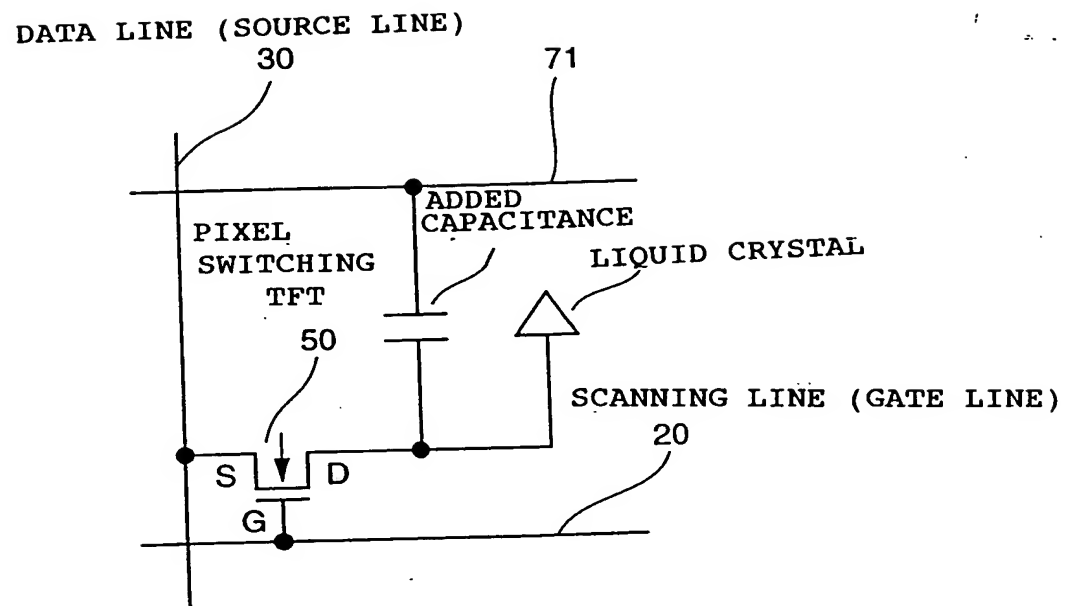 DATA LINE (SOURCE LINE)
30
71
ADDED
CAPACITANCE
PIXEL
SWITCHING
TFT
LIQUID CRYSTAL
50
SCANNING LINE (GATE LINE)
20
S
D
G